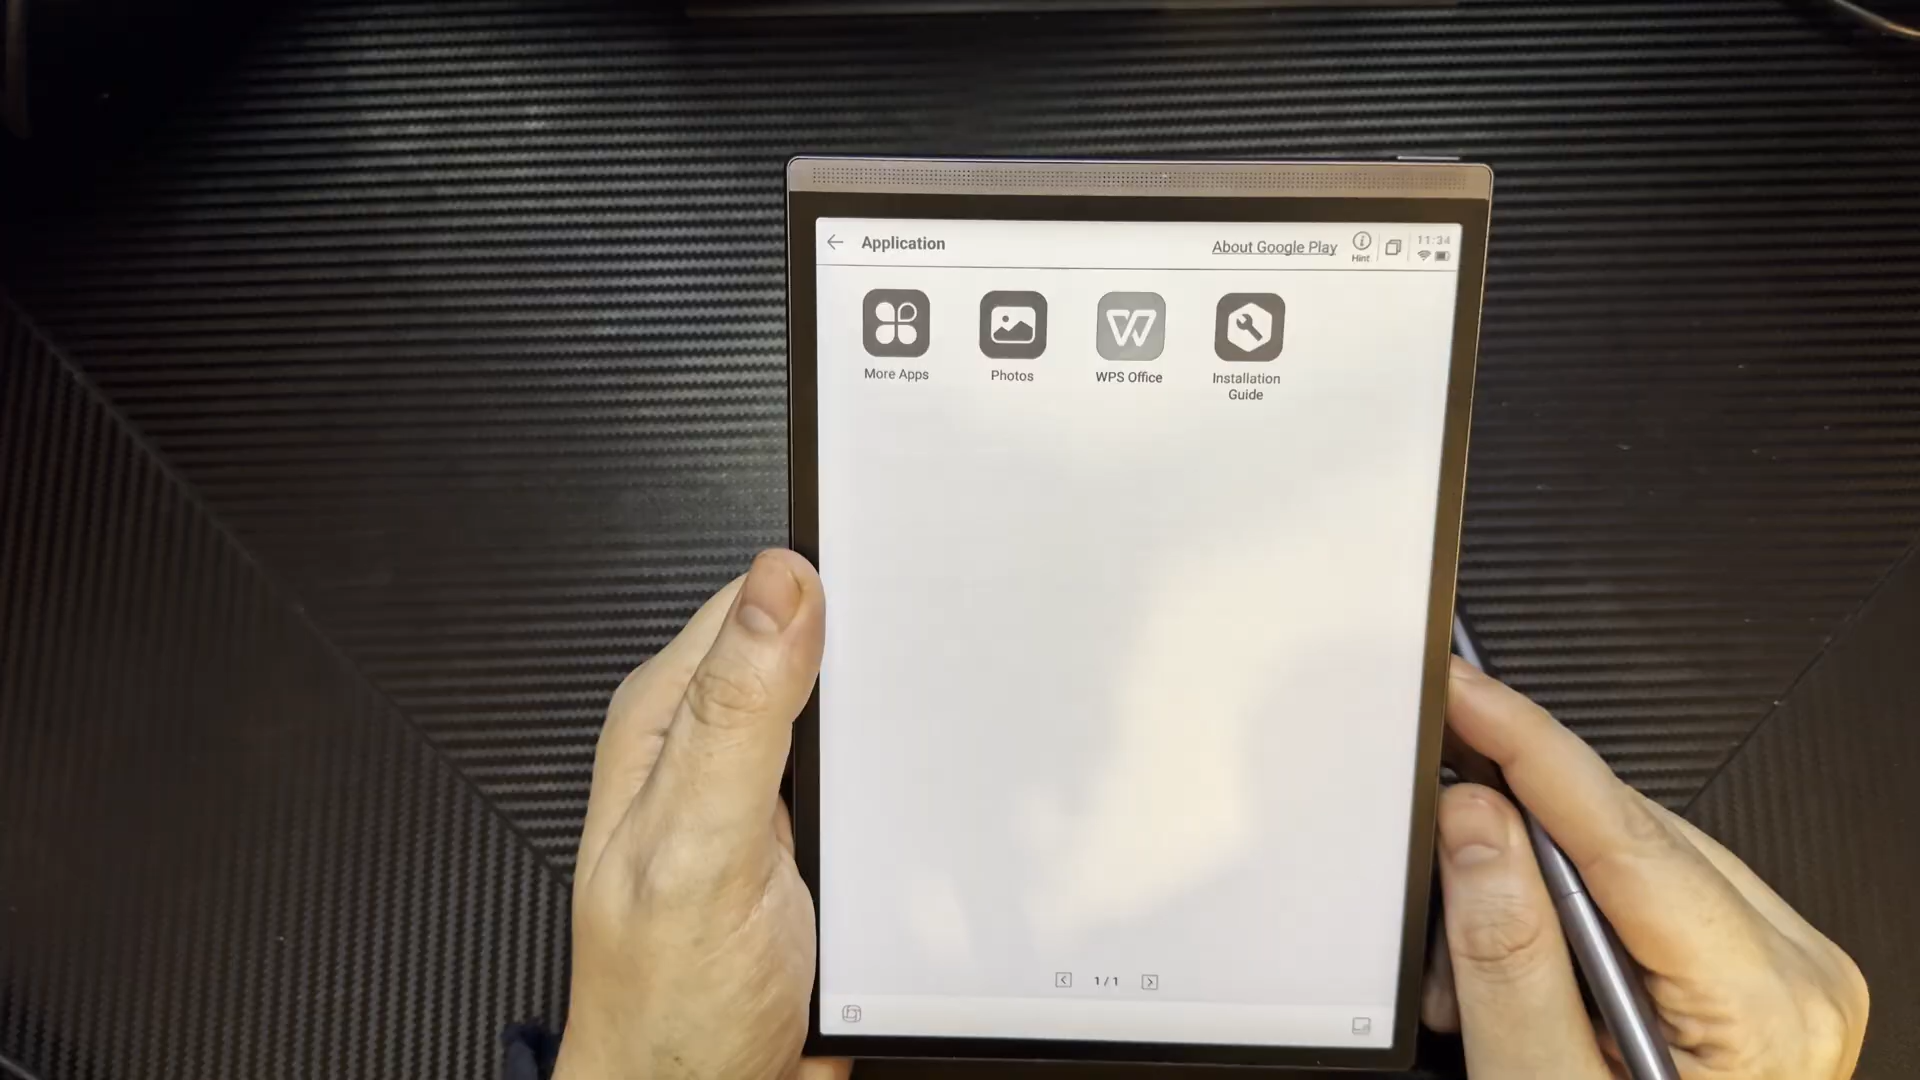 Application
About Google Play
Hint
11:34
More Apps
Photos
WPS Office
Installation
Guide
1 / 1